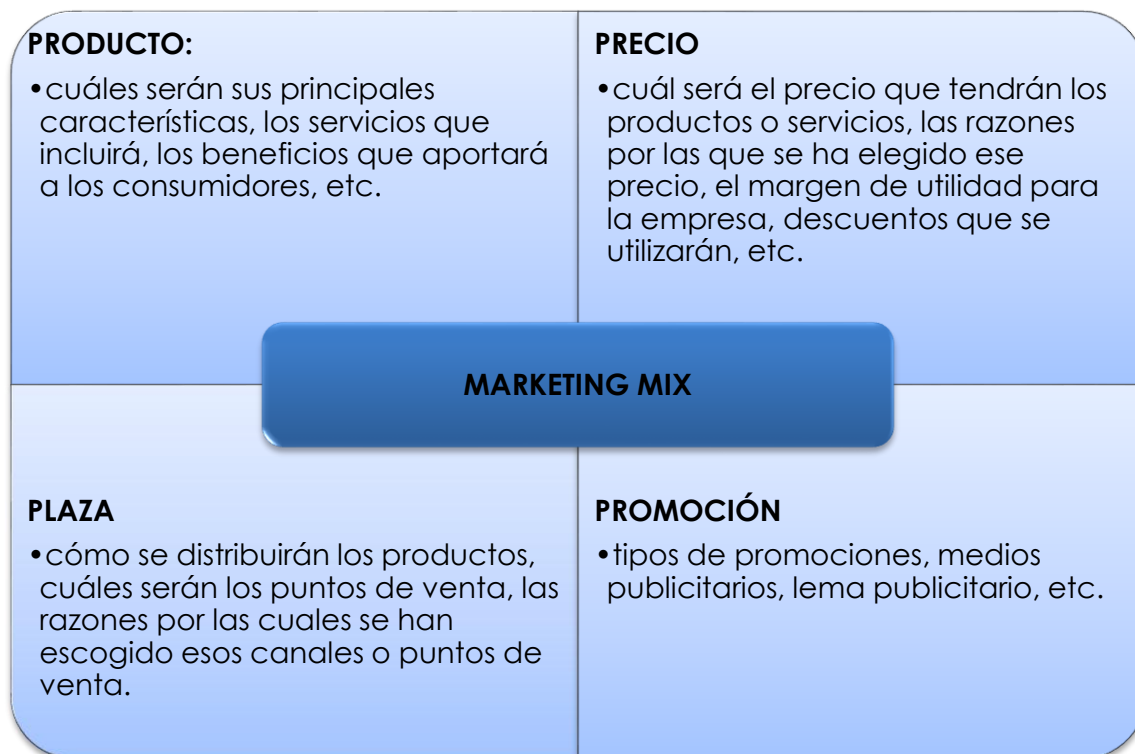 PRODUCTO:
•cuáles serán sus principales
características, los servicios que
incluirá, los beneficios que aportará
a los consumidores, etc.
PRECIO
•cuál será el precio que tendrán los
productos o servicios, las razones
por las que se ha elegido ese
precio, el margen de utilidad para
la empresa, descuentos que se
utilizarán, etc.
MARKETING MIX
PLAZA
•cómo se distribuirán los productos,
cuáles serán los puntos de venta, las
razones por las cuales se han
escogido esos canales o puntos de
venta.
PROMOCIÓN
•tipos de promociones, medios
publicitarios, lema publicitario, etc.